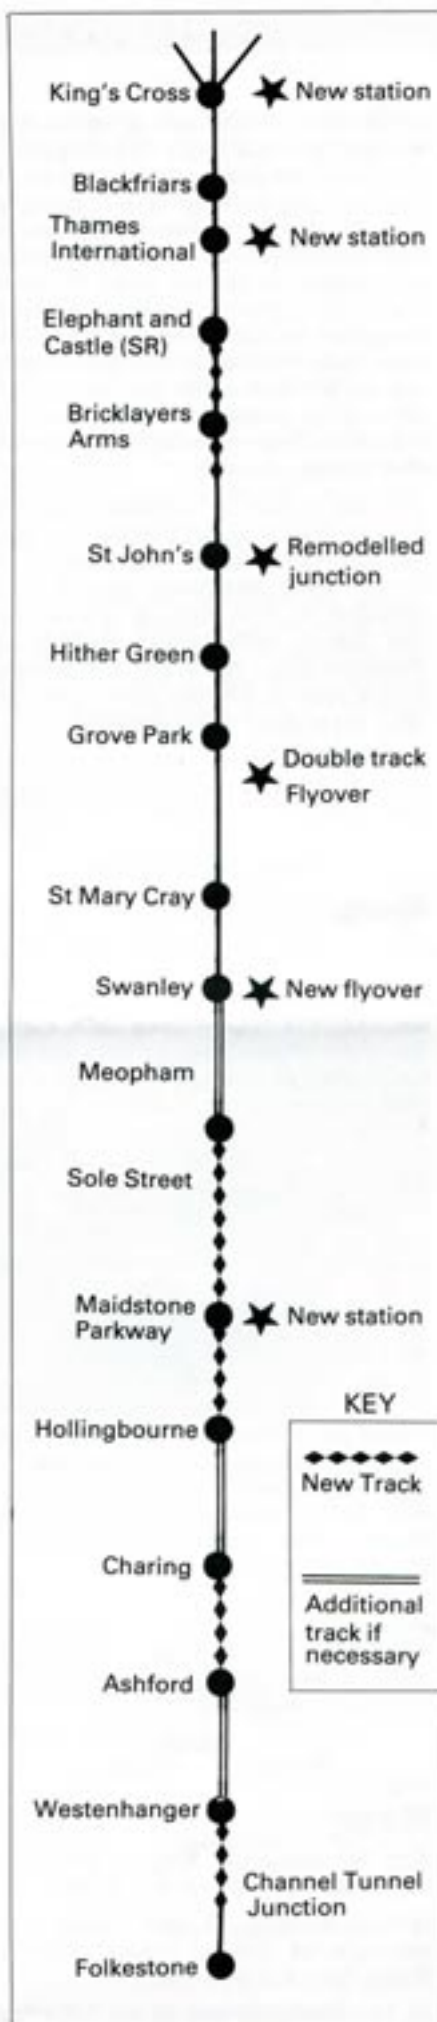 King's Cross
New station
Blackfriars
Thames
International
New station
Elephant and
Castle (SR)
Bricklayers
Arms
St John's
Remodelled
junction
Hither Green
Grove Park
Double track
Flyover
St Mary Cray
Swanley
New flyover
Meopham
Sole Street
Maidstone
Parkway
New station
Hollingbourne
KEY
New Track
Additional
track if
necessary
Charing
Ashford
Westenhanger
Channel Tunnel
Junction
Folkestone